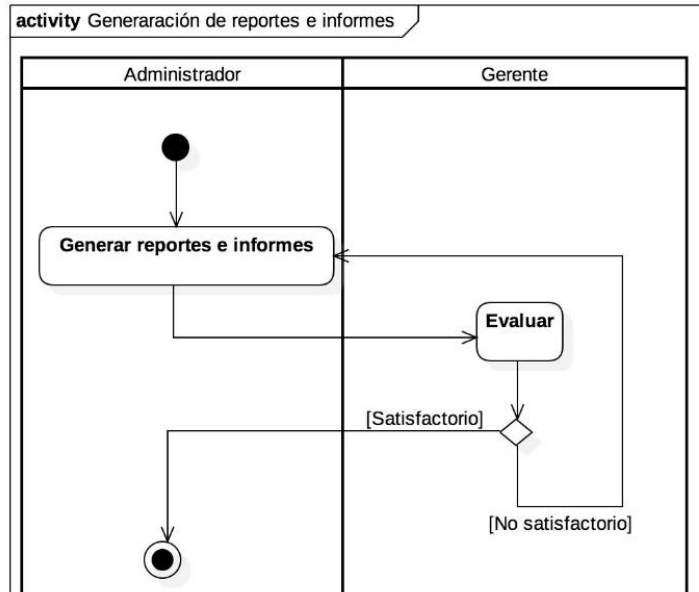 activity Generaración de reportes e informes
Administrador
Gerente
Generar reportes e informes
Evaluar
[Satisfactorio]
[No satisfactorio]